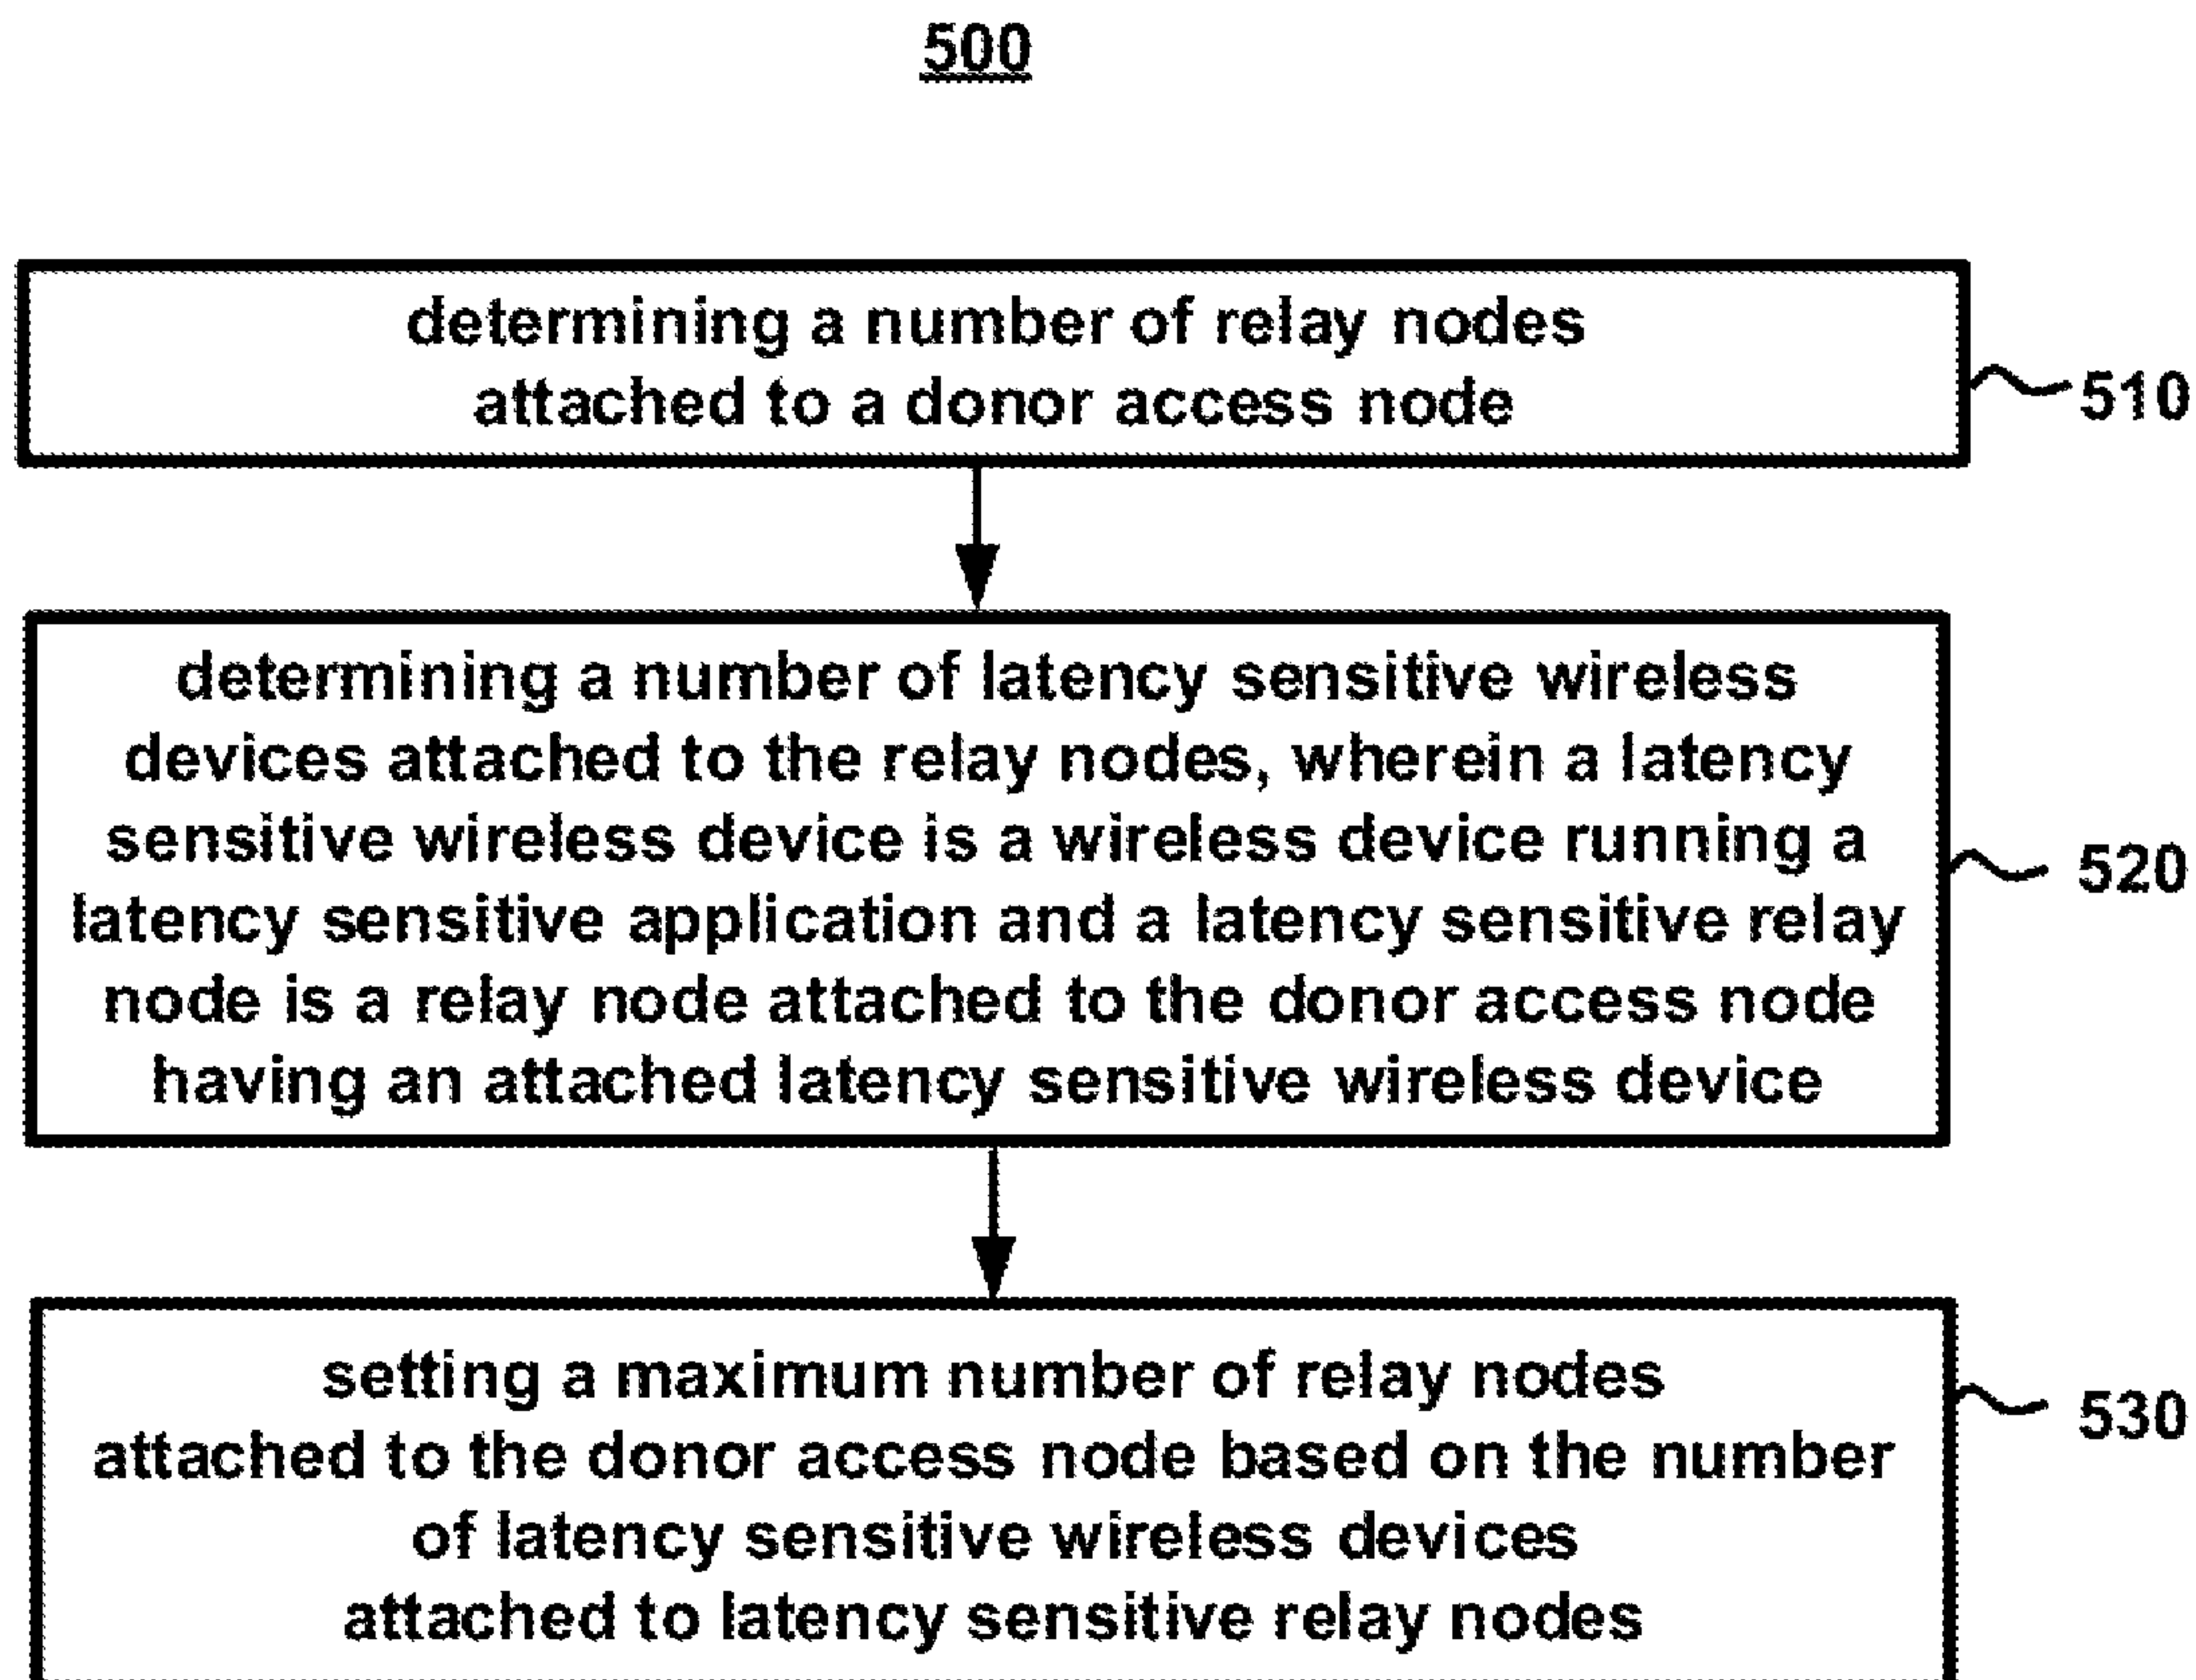 500
determining a number of relay nodes
attached to a donor access node
510
determining a number of latency sensitive wireless
devices attached to the relay nodes, wherein a latency
sensitive wireless device is a wireless device running a
latency sensitive application and a latency sensitive relay
node is a relay node attached to the donor access node
having an attached latency sensitive wireless device
520
setting a maximum number of relay nodes
attached to the donor access node based on the number
of latency sensitive wireless devices
attached to latency sensitive relay nodes
530